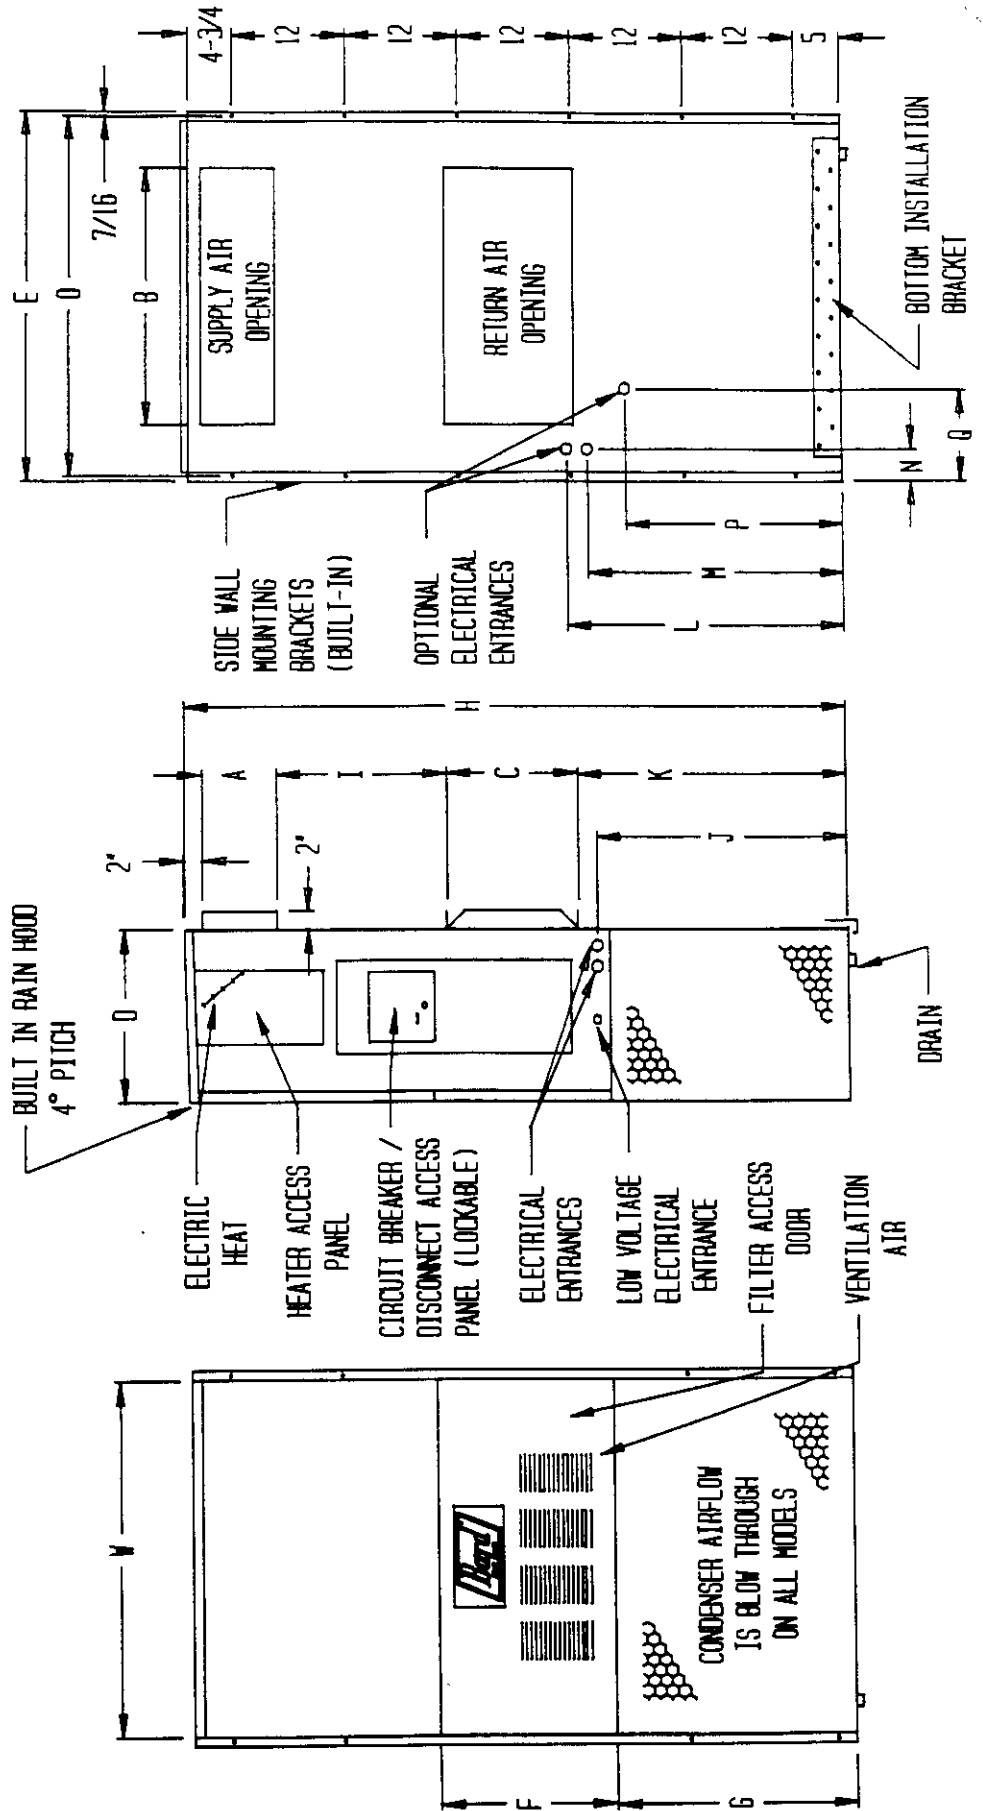 W
F
G
Bard
CONDENSER AIRFLOW
IS BLOW THROUGH
ON ALL MODELS
FILTER ACCESS
DOOR
VENTILATION
AIR
BUILT IN RAIN HOOD
4° PITCH
D
2"
A
I
2"
C
K
J
H
ELECTRIC
HEAT
HEATER ACCESS
PANEL
CIRCUIT BREAKER /
DISCONNECT ACCESS
PANEL (LOCKABLE)
ELECTRICAL
ENTRANCES
LOW VOLTAGE
ELECTRICAL
ENTRANCE
DRAIN
E
O
7/16
B
SUPPLY AIR
OPENING
RETURN AIR
OPENING
4-3/4
12
12
12
12
12
5
SIDE WALL
MOUNTING
BRACKETS
(BUILT-IN)
OPTIONAL
ELECTRICAL
ENTRANCES
L
M
P
N
Q
BOTTOM INSTALLATION
BRACKET